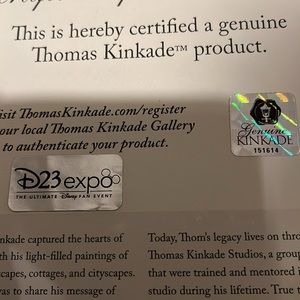 This is hereby certified a genuine
Thomas Kinkade™ product.
isit ThomasKinkade.com/register
our local Thomas Kinkade Gallery
to authenticate your product.
Genuine
KINKADE
151614
D23 expo
THE ULTIMATE Disney FAN EVENT
nkade captured the hearts of
th his light-filled paintings of
scapes, cottages, and cityscapes.
was to share his message of
Today, Thom's legacy lives on thro
Thomas Kinkade Studios, a group
that were trained and mentored i
studio during his lifetime. True t